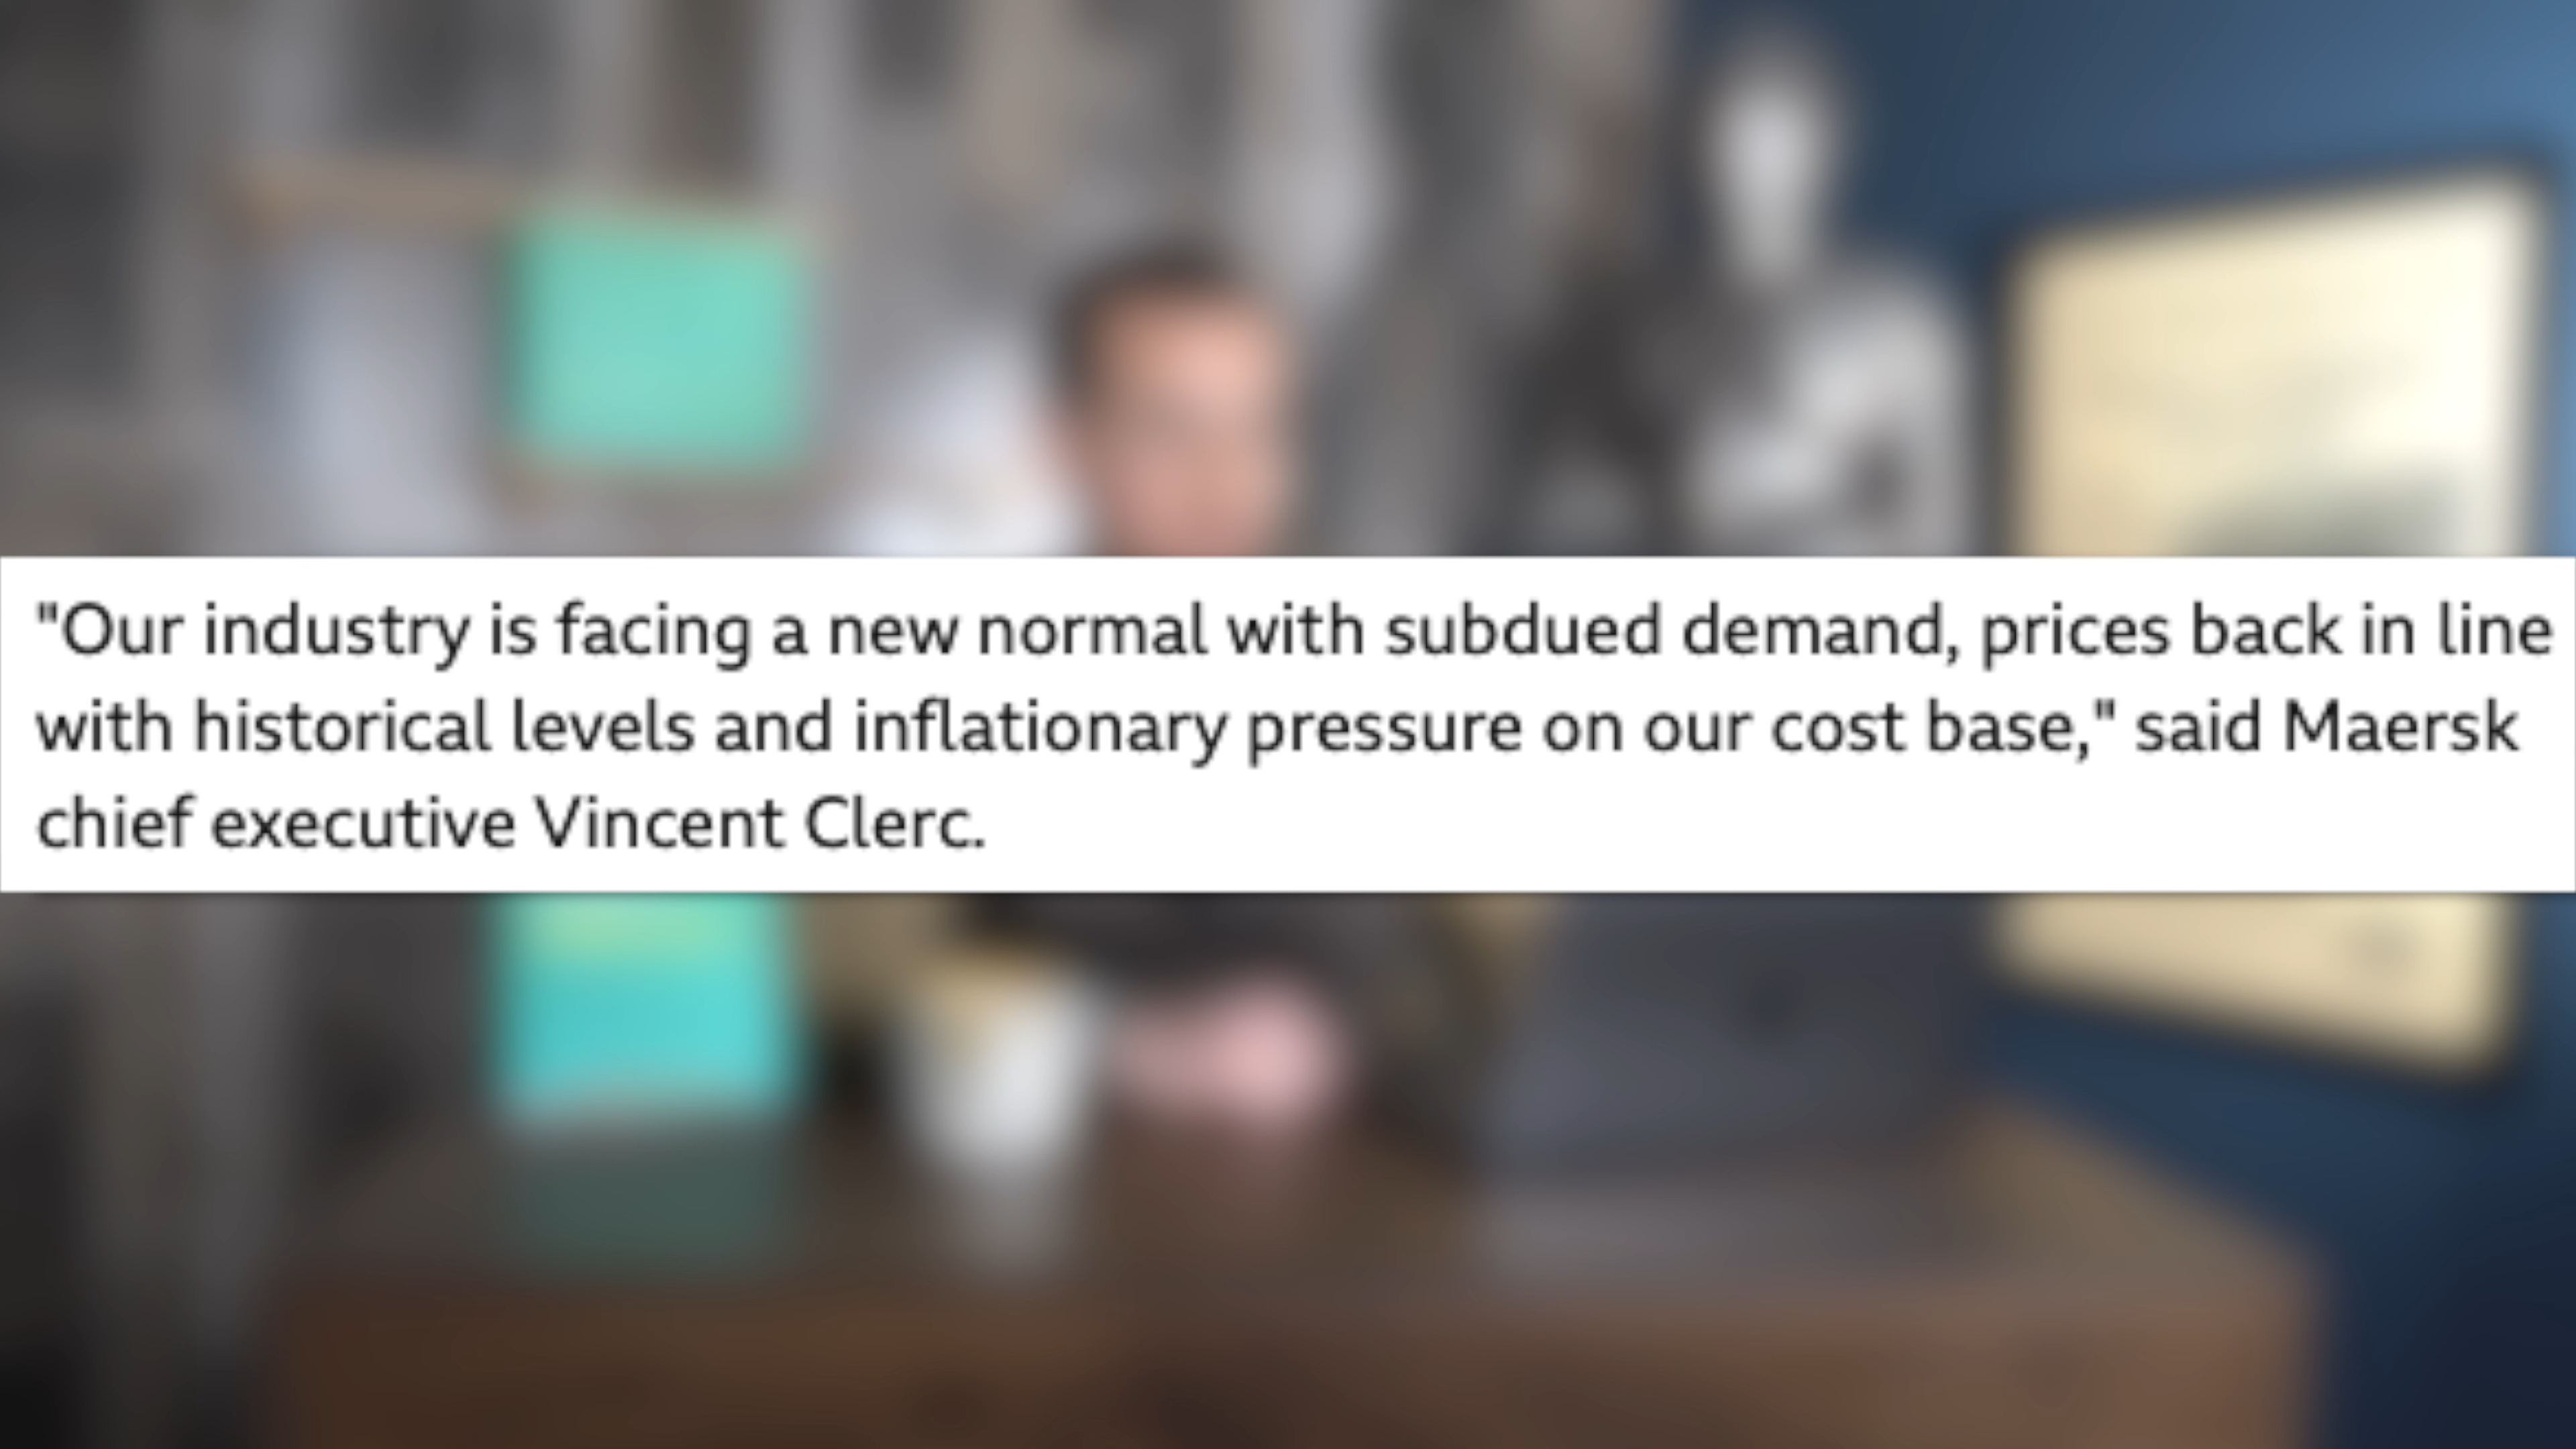 "Our industry is facing a new normal with subdued demand, prices back in line
with historical levels and inflationary pressure on our cost base," said Maersk
chief executive Vincent Clerc.